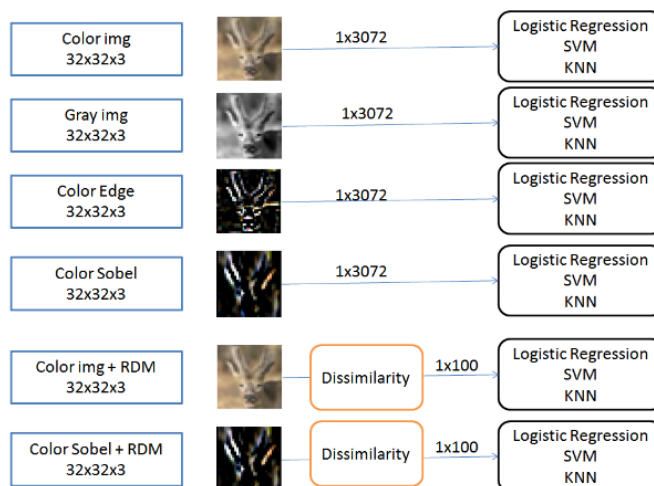 Color img
32x32x3
1x3072
Logistic Regression
SVM
KNN
Gray img
32x32x3
1x3072
Logistic Regression
SVM
KNN
Color Edge
32x32x3
1x3072
Logistic Regression
SVM
KNN
Color Sobel
32x32x3
1x3072
Logistic Regression
SVM
KNN
Color img + RDM
32x32x3
Dissimilarity
1x100
Logistic Regression
SVM
KNN
Color Sobel + RDM
32x32x3
Dissimilarity
1x100
Logistic Regression
SVM
KNN